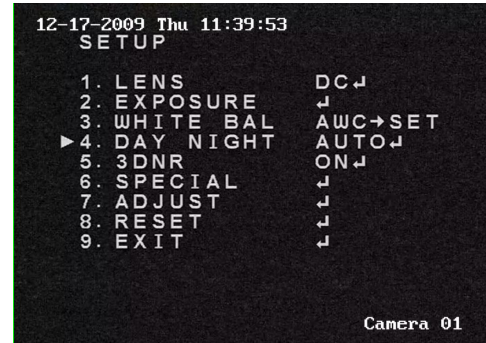 12-17-2009 Thu 11:39:53
SETUP
1. LENS DC↲
2. EXPOSURE ↲
3. WHITE BAL AWC→SET
►4. DAY NIGHT AUTO↲
5. 3DNR ON↲
6. SPECIAL ↲
7. ADJUST ↲
8. RESET ↲
9. EXIT ↲
Camera 01